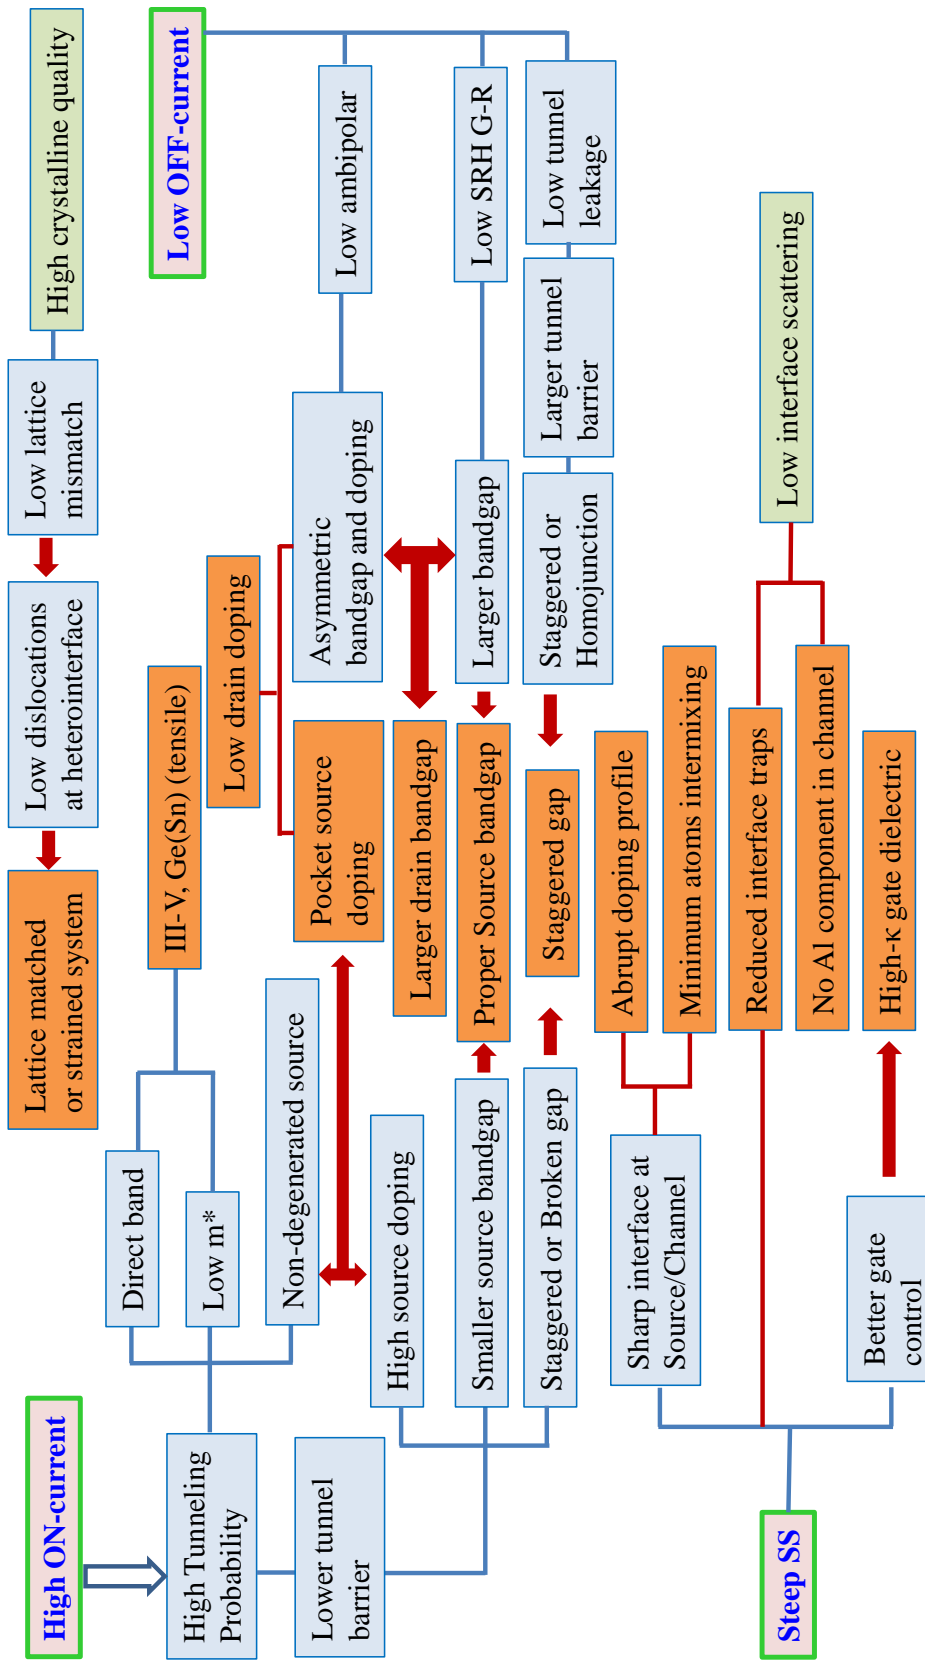 High ON-current
High Tunneling
Probability
Lower tunnel
barrier
Direct band
Low m*
Non-degenerated source
High source doping
Smaller source bandgap
Staggered or Broken gap
Sharp interface at
Source/Channel
Better gate
control
Steep SS
Lattice matched
or strained system
Low dislocations
at heterointerface
Low lattice
mismatch
High crystalline quality
III-V, Ge(Sn) (tensile)
Low drain doping
Pocket source
doping
Larger drain bandgap
Proper Source bandgap
Staggered gap
Abrupt doping profile
Minimum atoms intermixing
Reduced interface traps
No Al component in channel
High-κ gate dielectric
Asymmetric
bandgap and doping
Larger bandgap
Staggered or
Homojunction
Larger tunnel
barrier
Low ambipolar
Low SRH G-R
Low tunnel
leakage
Low OFF-current
Low interface scattering